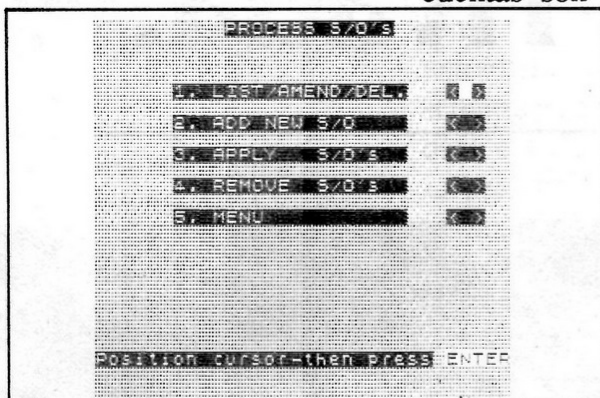 PROCESS S/O's
1. LIST/AMEND/DEL. < >
2. ADD NEW S/O < >
3. APPLY S/O's < >
4. REMOVE S/O's < >
5. MENU < >
Position cursor-then press ENTER